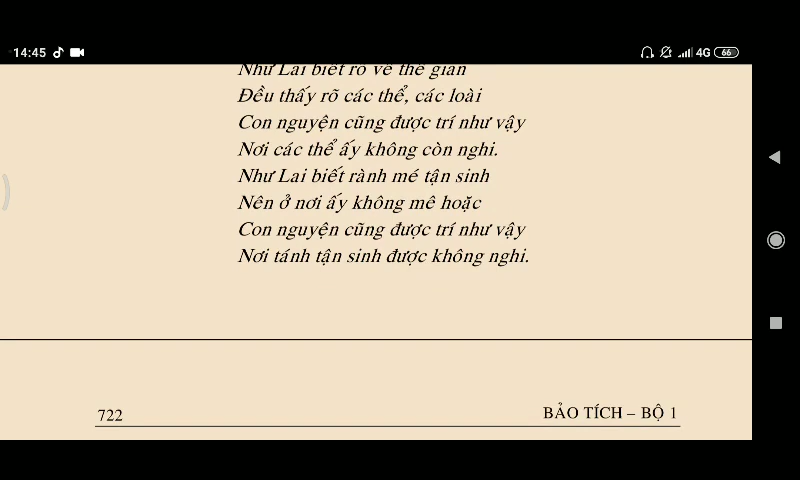 14:45
4G 66
Như Lai biết rõ về thế gian
Đều thấy rõ các thể, các loài
Con nguyện cũng được trí như vậy
Nơi các thể ấy không còn nghi.
Như Lai biết rành mé tận sinh
Nên ở nơi ấy không mê hoặc
Con nguyện cũng được trí như vậy
Nơi tánh tận sinh được không nghi.
722
BẢO TÍCH – BỘ 1